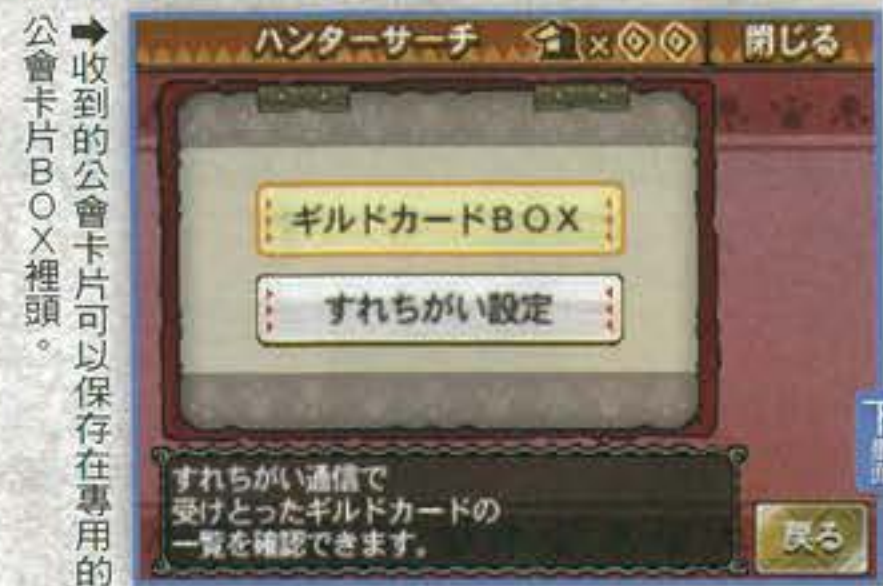 ➡收到的公會卡片可以保存在專用的
公會卡片BOX裡頭。
ハンターサーチ
閉じる
ギルドカードBOX
すれちがい設定
すれちがい通信で
受けとったギルドカードの
一覧を確認できます。
戻る